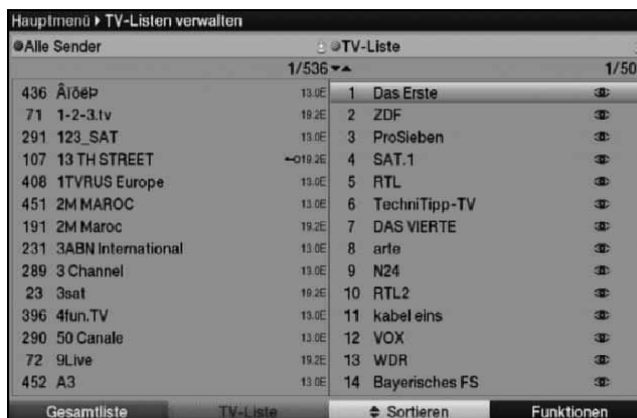 Hauptmenü ▸ TV-Listen verwalten
Alle Sender
1/536
436 Âïðёþ 13.0E
71 1-2-3.tv 19.2E
291 123_SAT 13.0E
107 13 TH STREET 19.2E
408 1TVRUS Europe 13.0E
451 2M MAROC 13.0E
191 2M Maroc 19.2E
231 3ABN International 13.0E
289 3 Channel 13.0E
23 3sat 19.2E
396 4fun.TV 13.0E
290 50 Canale 13.0E
72 9Live 19.2E
452 A3 13.0E
TV-Liste
1/50
1 Das Erste
2 ZDF
3 ProSieben
4 SAT.1
5 RTL
6 TechniTipp-TV
7 DAS VIERTE
8 arte
9 N24
10 RTL2
11 kabel eins
12 VOX
13 WDR
14 Bayerisches FS
Gesamtliste
TV-Liste
Sortieren
Funktionen